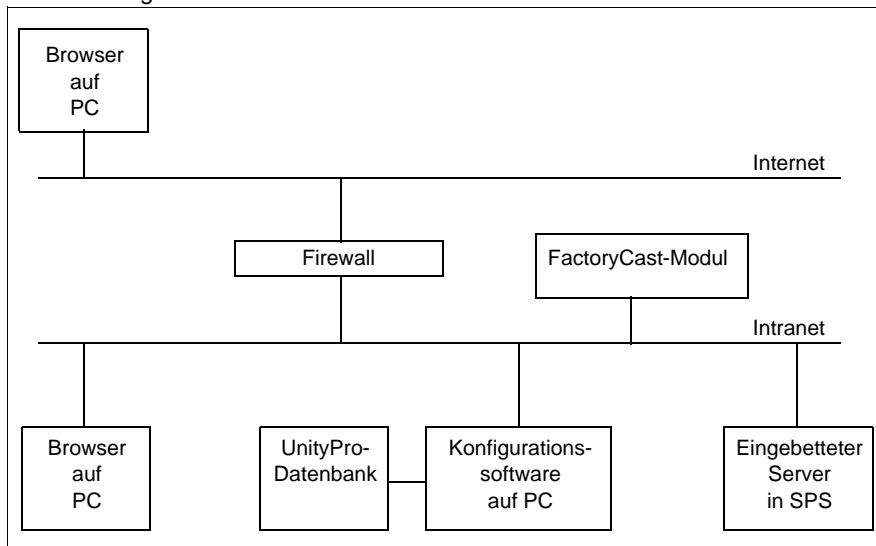 Browser
auf
PC
Internet
Firewall
FactoryCast-Modul
Intranet
Browser
auf
PC
UnityPro-
Datenbank
Konfigurations-
software
auf PC
Eingebetteter
Server
in SPS